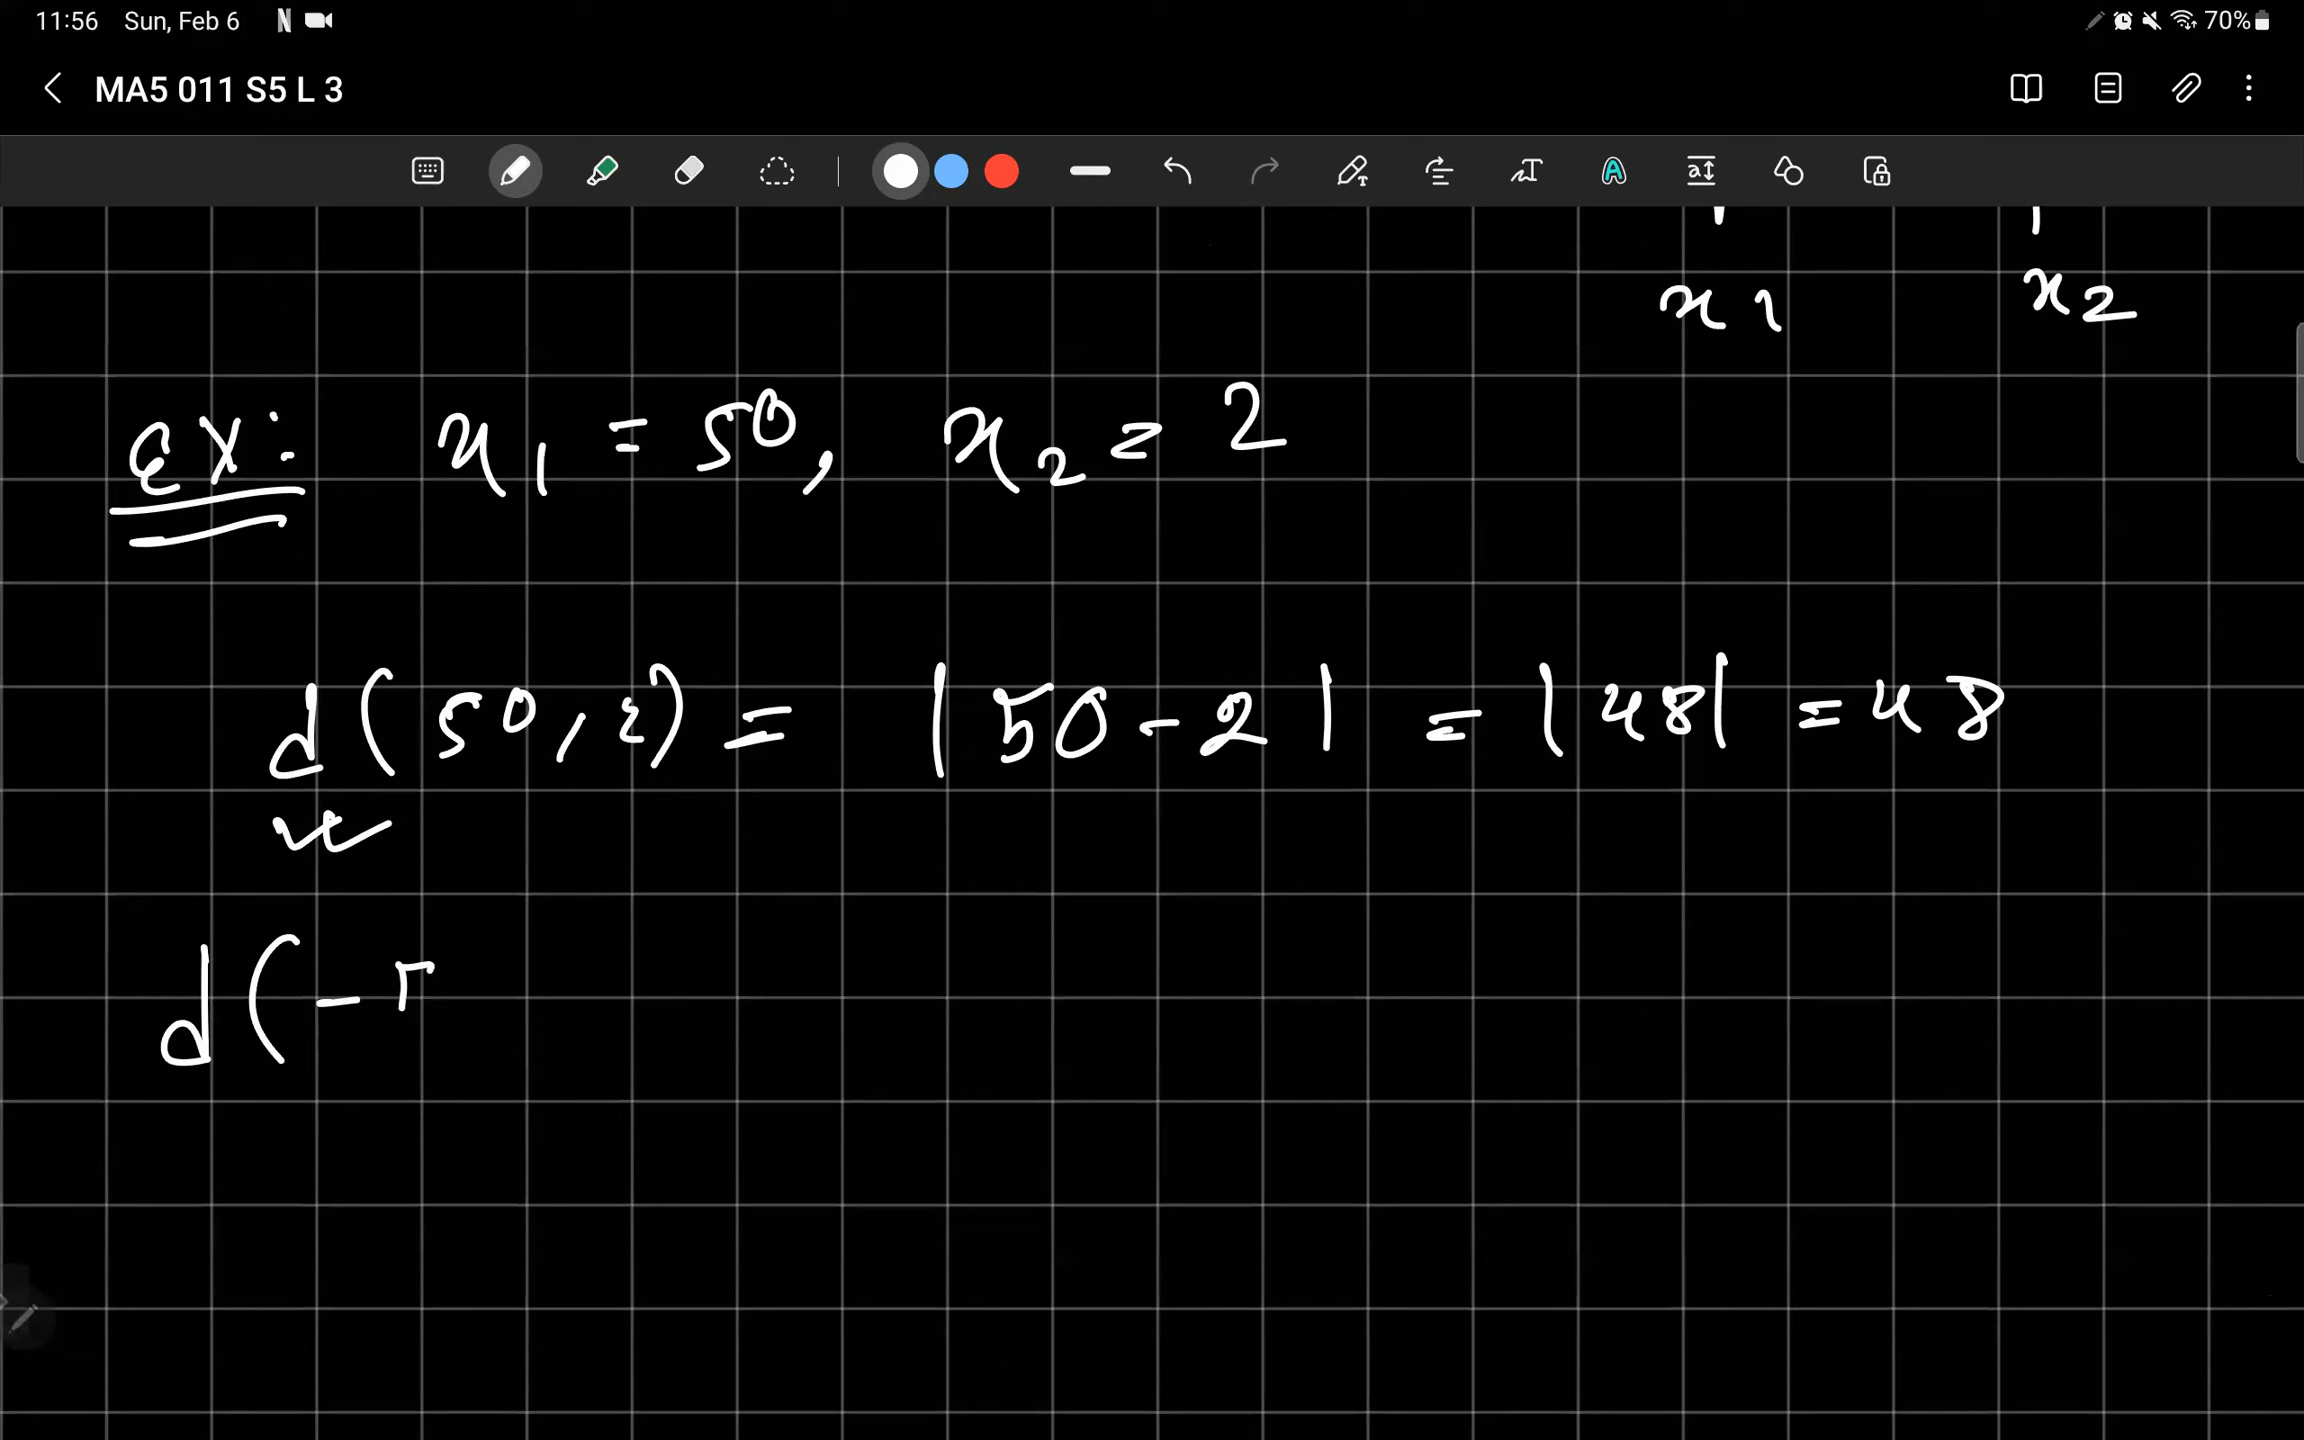 11:56 Sun, Feb 6 N 70%
MA5 011 S5 L 3
x1 x2
EX: x1 = 50, x2 = 2
d(50,2) = |50-2| = |48| = 48
d(-